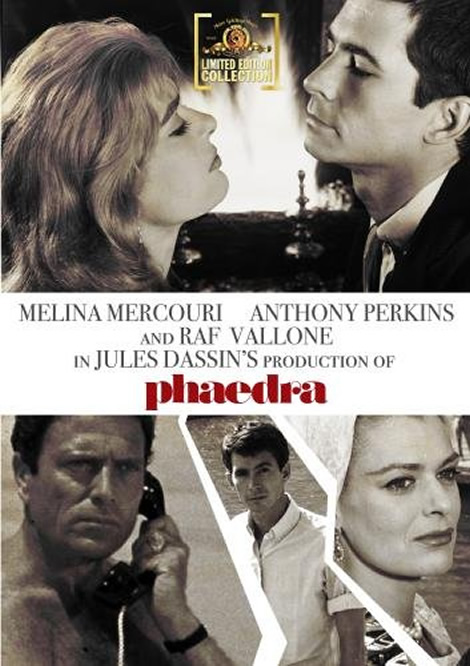 LIMITED EDITION
COLLECTION
MELINA MERCOURI ANTHONY PERKINS
AND RAF VALLONE
IN JULES DASSIN'S PRODUCTION OF
phaedra